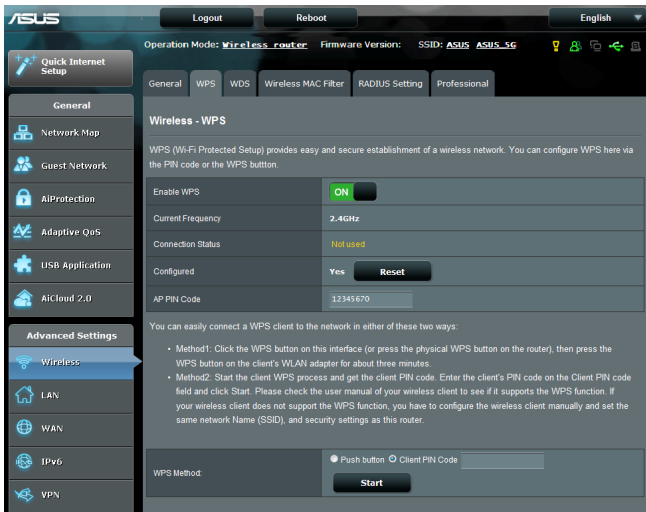 ASUS
Logout
Reboot
English
Operation Mode: Wireless router Firmware Version: SSID: ASUS ASUS_5G
Quick Internet
Setup
General
Network Map
Guest Network
AiProtection
Adaptive QoS
USB Application
AiCloud 2.0
Advanced Settings
Wireless
LAN
WAN
IPv6
VPN
General
WPS
WDS
Wireless MAC Filter
RADIUS Setting
Professional
Wireless - WPS
WPS (Wi-Fi Protected Setup) provides easy and secure establishment of a wireless network. You can configure WPS here via
the PIN code or the WPS buttton.
Enable WPS
ON
Current Frequency
2.4GHz
Connection Status
Not used
Configured
Yes Reset
AP PIN Code
12345670
You can easily connect a WPS client to the network in either of these two ways:
• Method1: Click the WPS button on this interface (or press the physical WPS button on the router), then press the
WPS button on the client's WLAN adapter for about three minutes.
• Method2: Start the client WPS process and get the client PIN code. Enter the client's PIN code on the Client PIN code
field and click Start. Please check the user manual of your wireless client to see if it supports the WPS function. If
your wireless client does not support the WPS function, you have to configure the wireless client manually and set the
same network Name (SSID), and security settings as this router.
WPS Method:
Push button Client PIN Code
Start